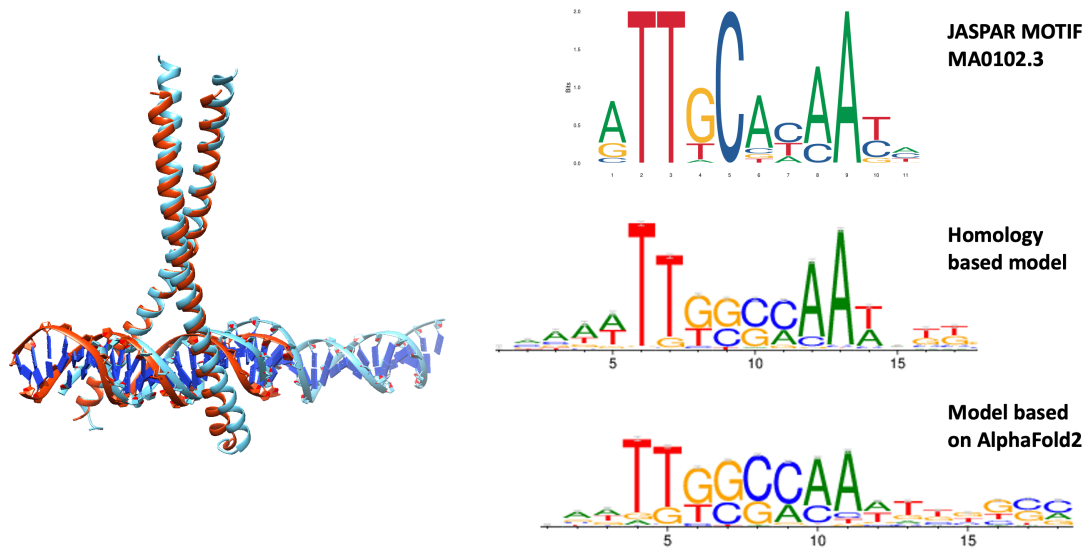 JASPAR MOTIF
MA0102.3
2.0
1.5
Bits
1.0
0.5
0.0
1 2 3 4 5 6 7 8 9 10 11
Homology
based model
5 10 15
Model based
on AlphaFold2
5 10 15